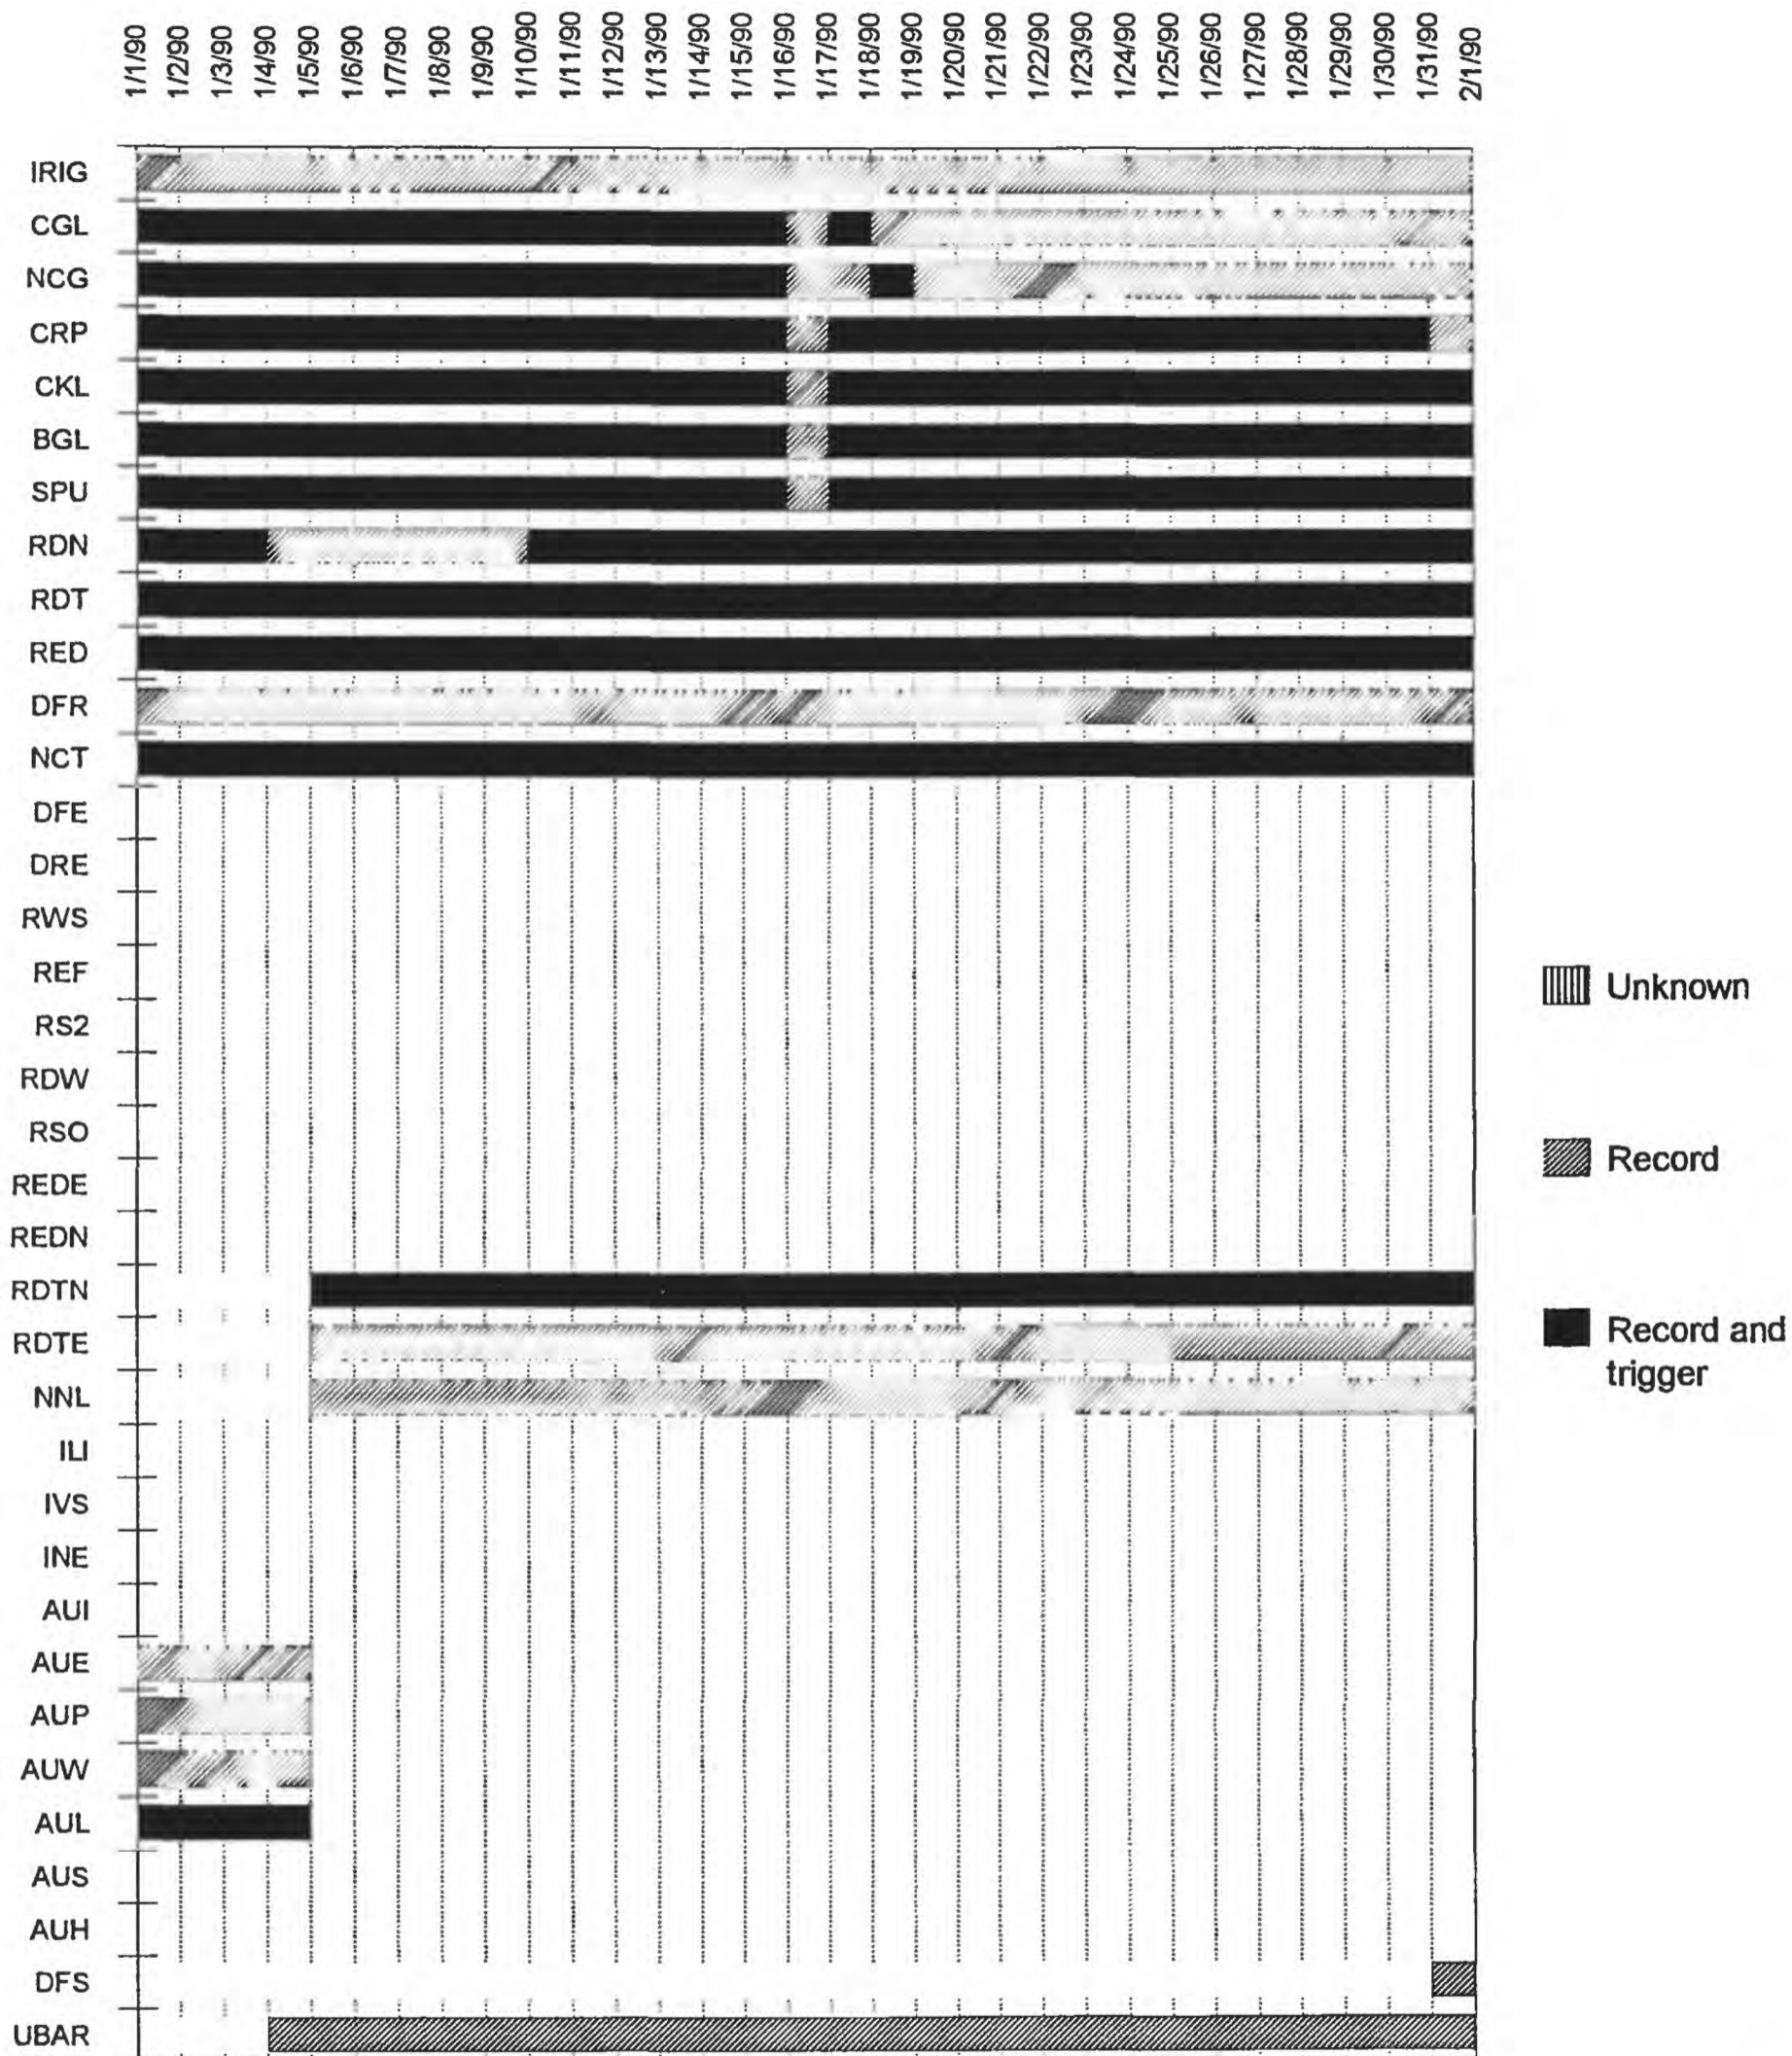 1/1/90
1/2/90
1/3/90
1/4/90
1/5/90
1/6/90
1/7/90
1/8/90
1/9/90
1/10/90
1/11/90
1/12/90
1/13/90
1/14/90
1/15/90
1/16/90
1/17/90
1/18/90
1/19/90
1/20/90
1/21/90
1/22/90
1/23/90
1/24/90
1/25/90
1/26/90
1/27/90
1/28/90
1/29/90
1/30/90
1/31/90
2/1/90
IRIG
CGL
NCG
CRP
CKL
BGL
SPU
RDN
RDT
RED
DFR
NCT
DFE
DRE
RWS
REF
RS2
RDW
RSO
REDE
REDN
RDTN
RDTE
NNL
ILI
IVS
INE
AUI
AUE
AUP
AUW
AUL
AUS
AUH
DFS
UBAR
Unknown
Record
Record and
trigger